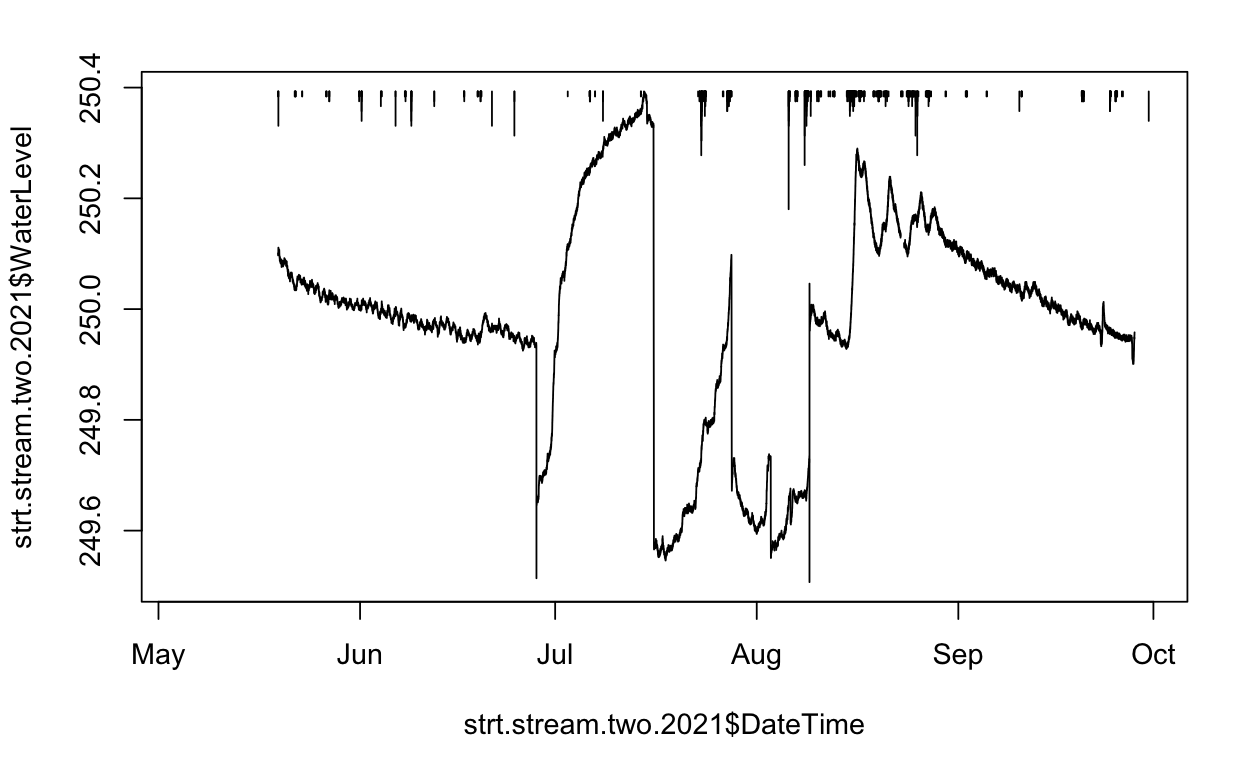 strt.stream.two.2021$WaterLevel
250.4
250.2
250.0
249.8
249.6
May Jun Jul Aug Sep Oct
strt.stream.two.2021$DateTime